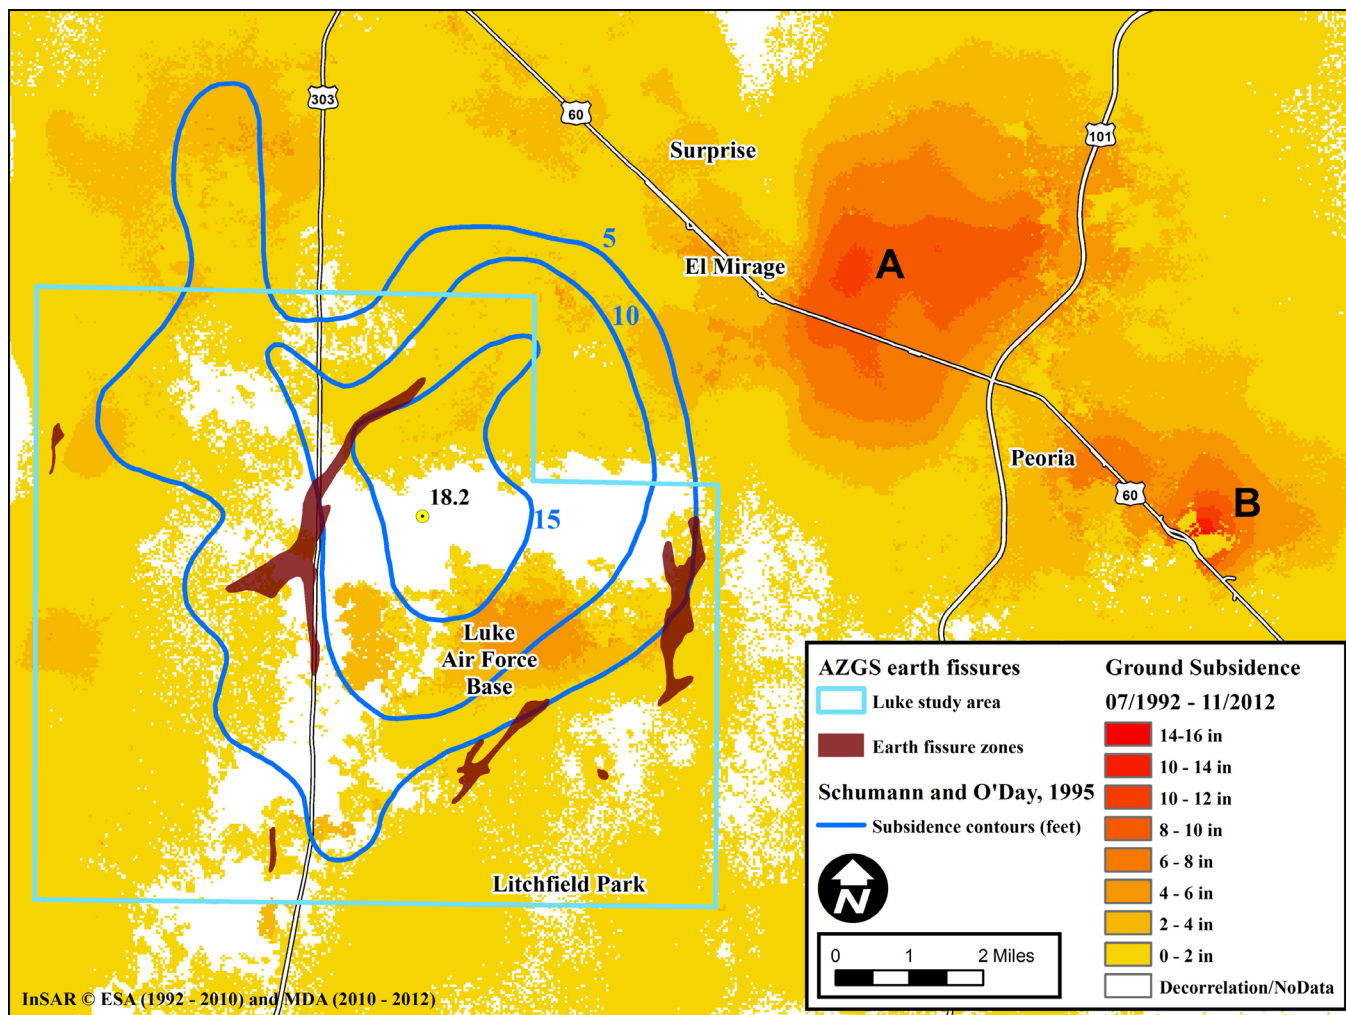 303
60
101
Surprise
El Mirage
A
5
10
Peoria
60
B
18.2
15
Luke
Air Force
Base
Litchfield Park
InSAR © ESA (1992 - 2010) and MDA (2010 - 2012)
AZGS earth fissures
Luke study area
Earth fissure zones
Schumann and O'Day, 1995
Subsidence contours (feet)
N
0 1 2 Miles
Ground Subsidence
07/1992 - 11/2012
14-16 in
10 - 14 in
10 - 12 in
8 - 10 in
6 - 8 in
4 - 6 in
2 - 4 in
0 - 2 in
Decorrelation/NoData